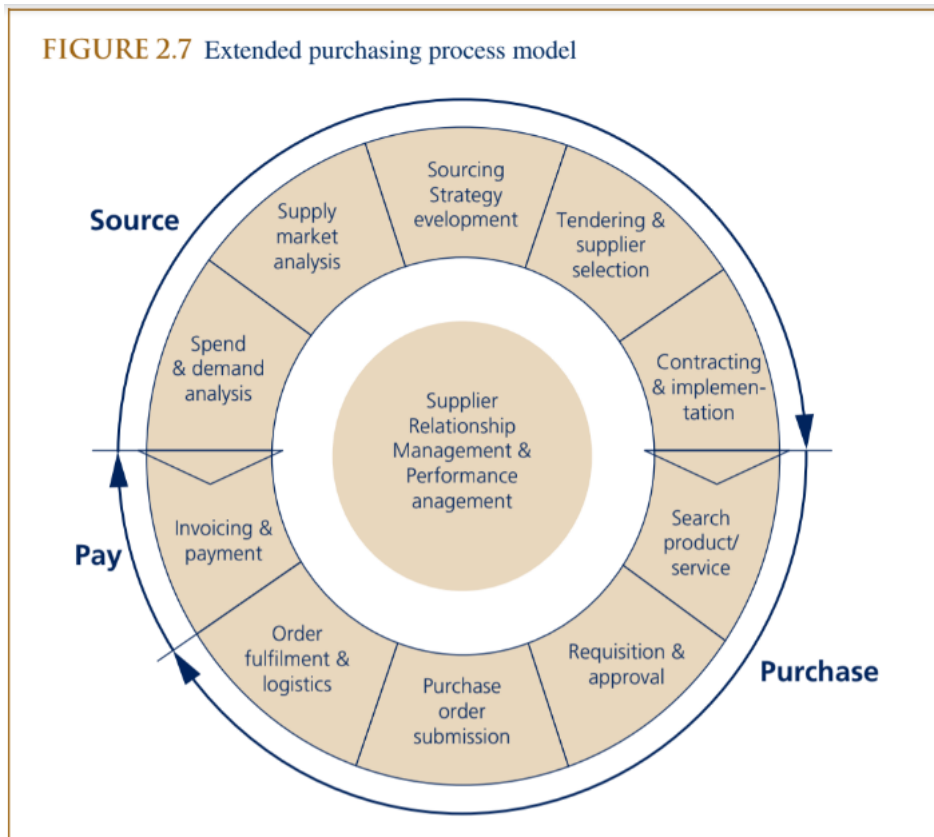 FIGURE 2.7 Extended purchasing process model
Source
Supply
market
analysis
Sourcing
Strategy
evelopment
Tendering &
supplier
selection
Spend
& demand
analysis
Contracting
& implemen-
tation
Supplier
Relationship
Management &
Performance
anagement
Invoicing &
payment
Search
product/
service
Pay
Order
fulfilment &
logistics
Purchase
order
submission
Requisition &
approval
Purchase